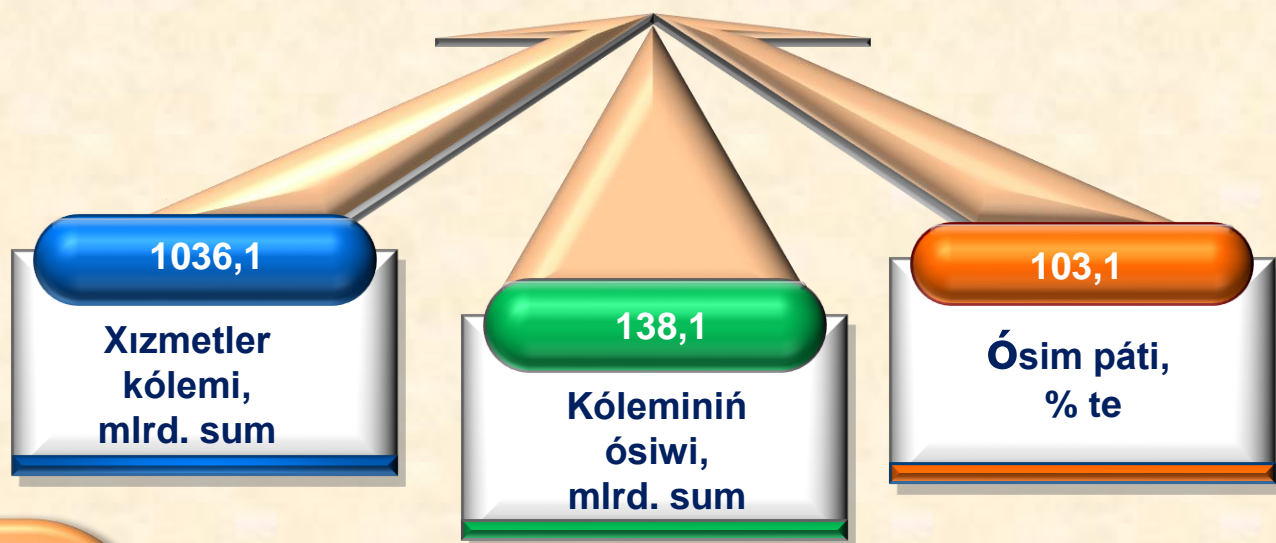 1036,1
Xızmetler
kólemi,
mlrd. sum
138,1
Kóleminiń
ósiwi,
mlrd. sum
103,1
Ósim páti,
% te